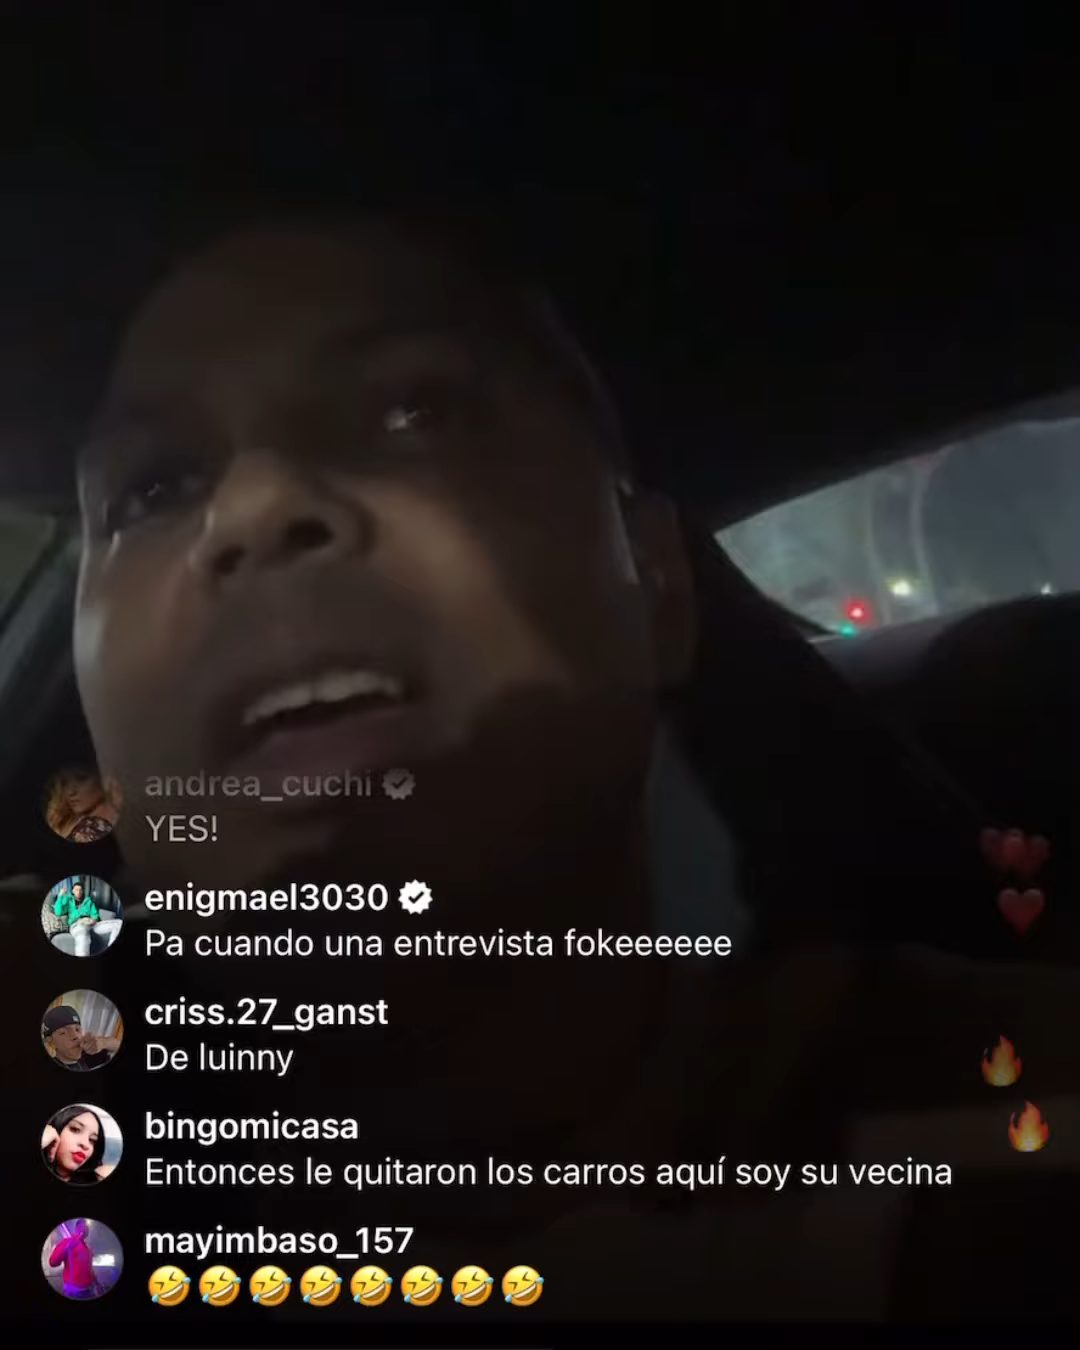 andrea_cuchi
YES!
enigmael3030
Pa cuando una entrevista fokeeeeee
criss.27_ganst
De luinny
bingomicasa
Entonces le quitaron los carros aquí soy su vecina
mayimbaso_157
🤣🤣🤣🤣🤣🤣🤣🤣